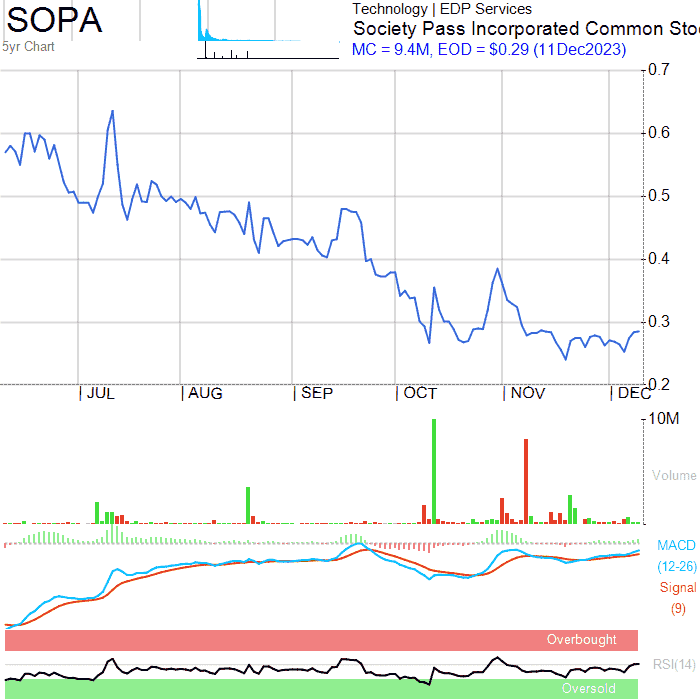 SOPA
5yr Chart
Technology | EDP Services
Society Pass Incorporated Common Sto
MC = 9.4M, EOD = $0.29 (11Dec2023)
0.7
0.6
0.5
0.4
0.3
0.2
| JUL | AUG | SEP | OCT | NOV | DEC
10M
Volume
MACD
(12-26)
Signal
(9)
Overbought
RSI(14)
Oversold